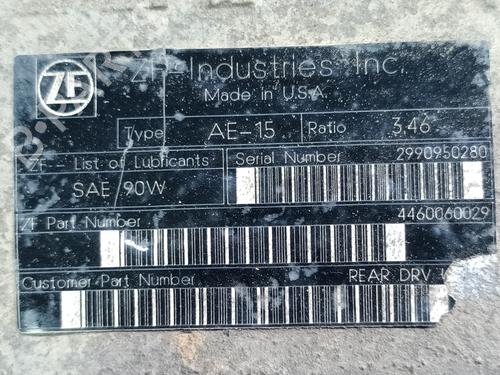 ZF
ZF-Industries Inc.
Made in U.S.A.
Type AE-15 Ratio 3.46
ZF - List of Lubricants
SAE 90W
Serial Number 2990950280
ZF Part Number 4460060029
Customer Part Number REAR DRV